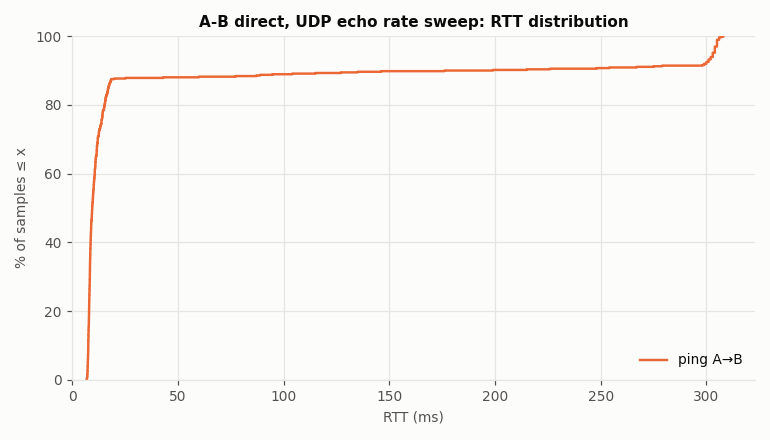 A-B direct, UDP echo rate sweep: RTT distribution
100
80
60
40
20
0
% of samples ≤ x
0 50 100 150 200 250 300
RTT (ms)
ping A→B